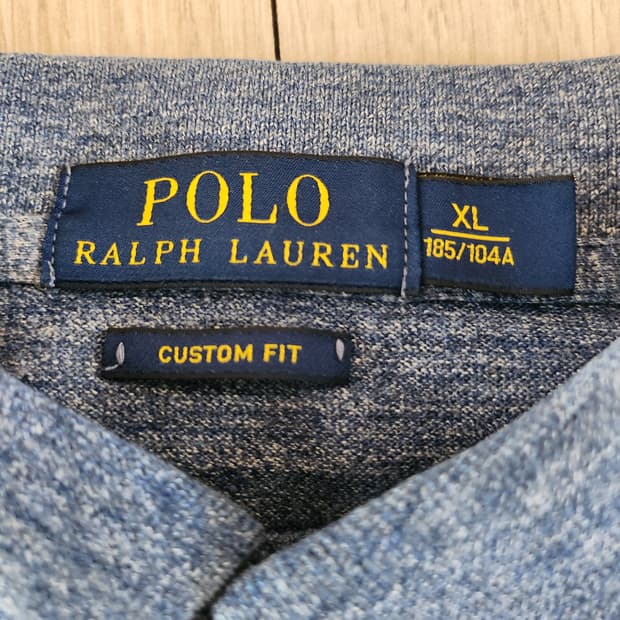 POLO
RALPH LAUREN
XL
185/104A
CUSTOM FIT